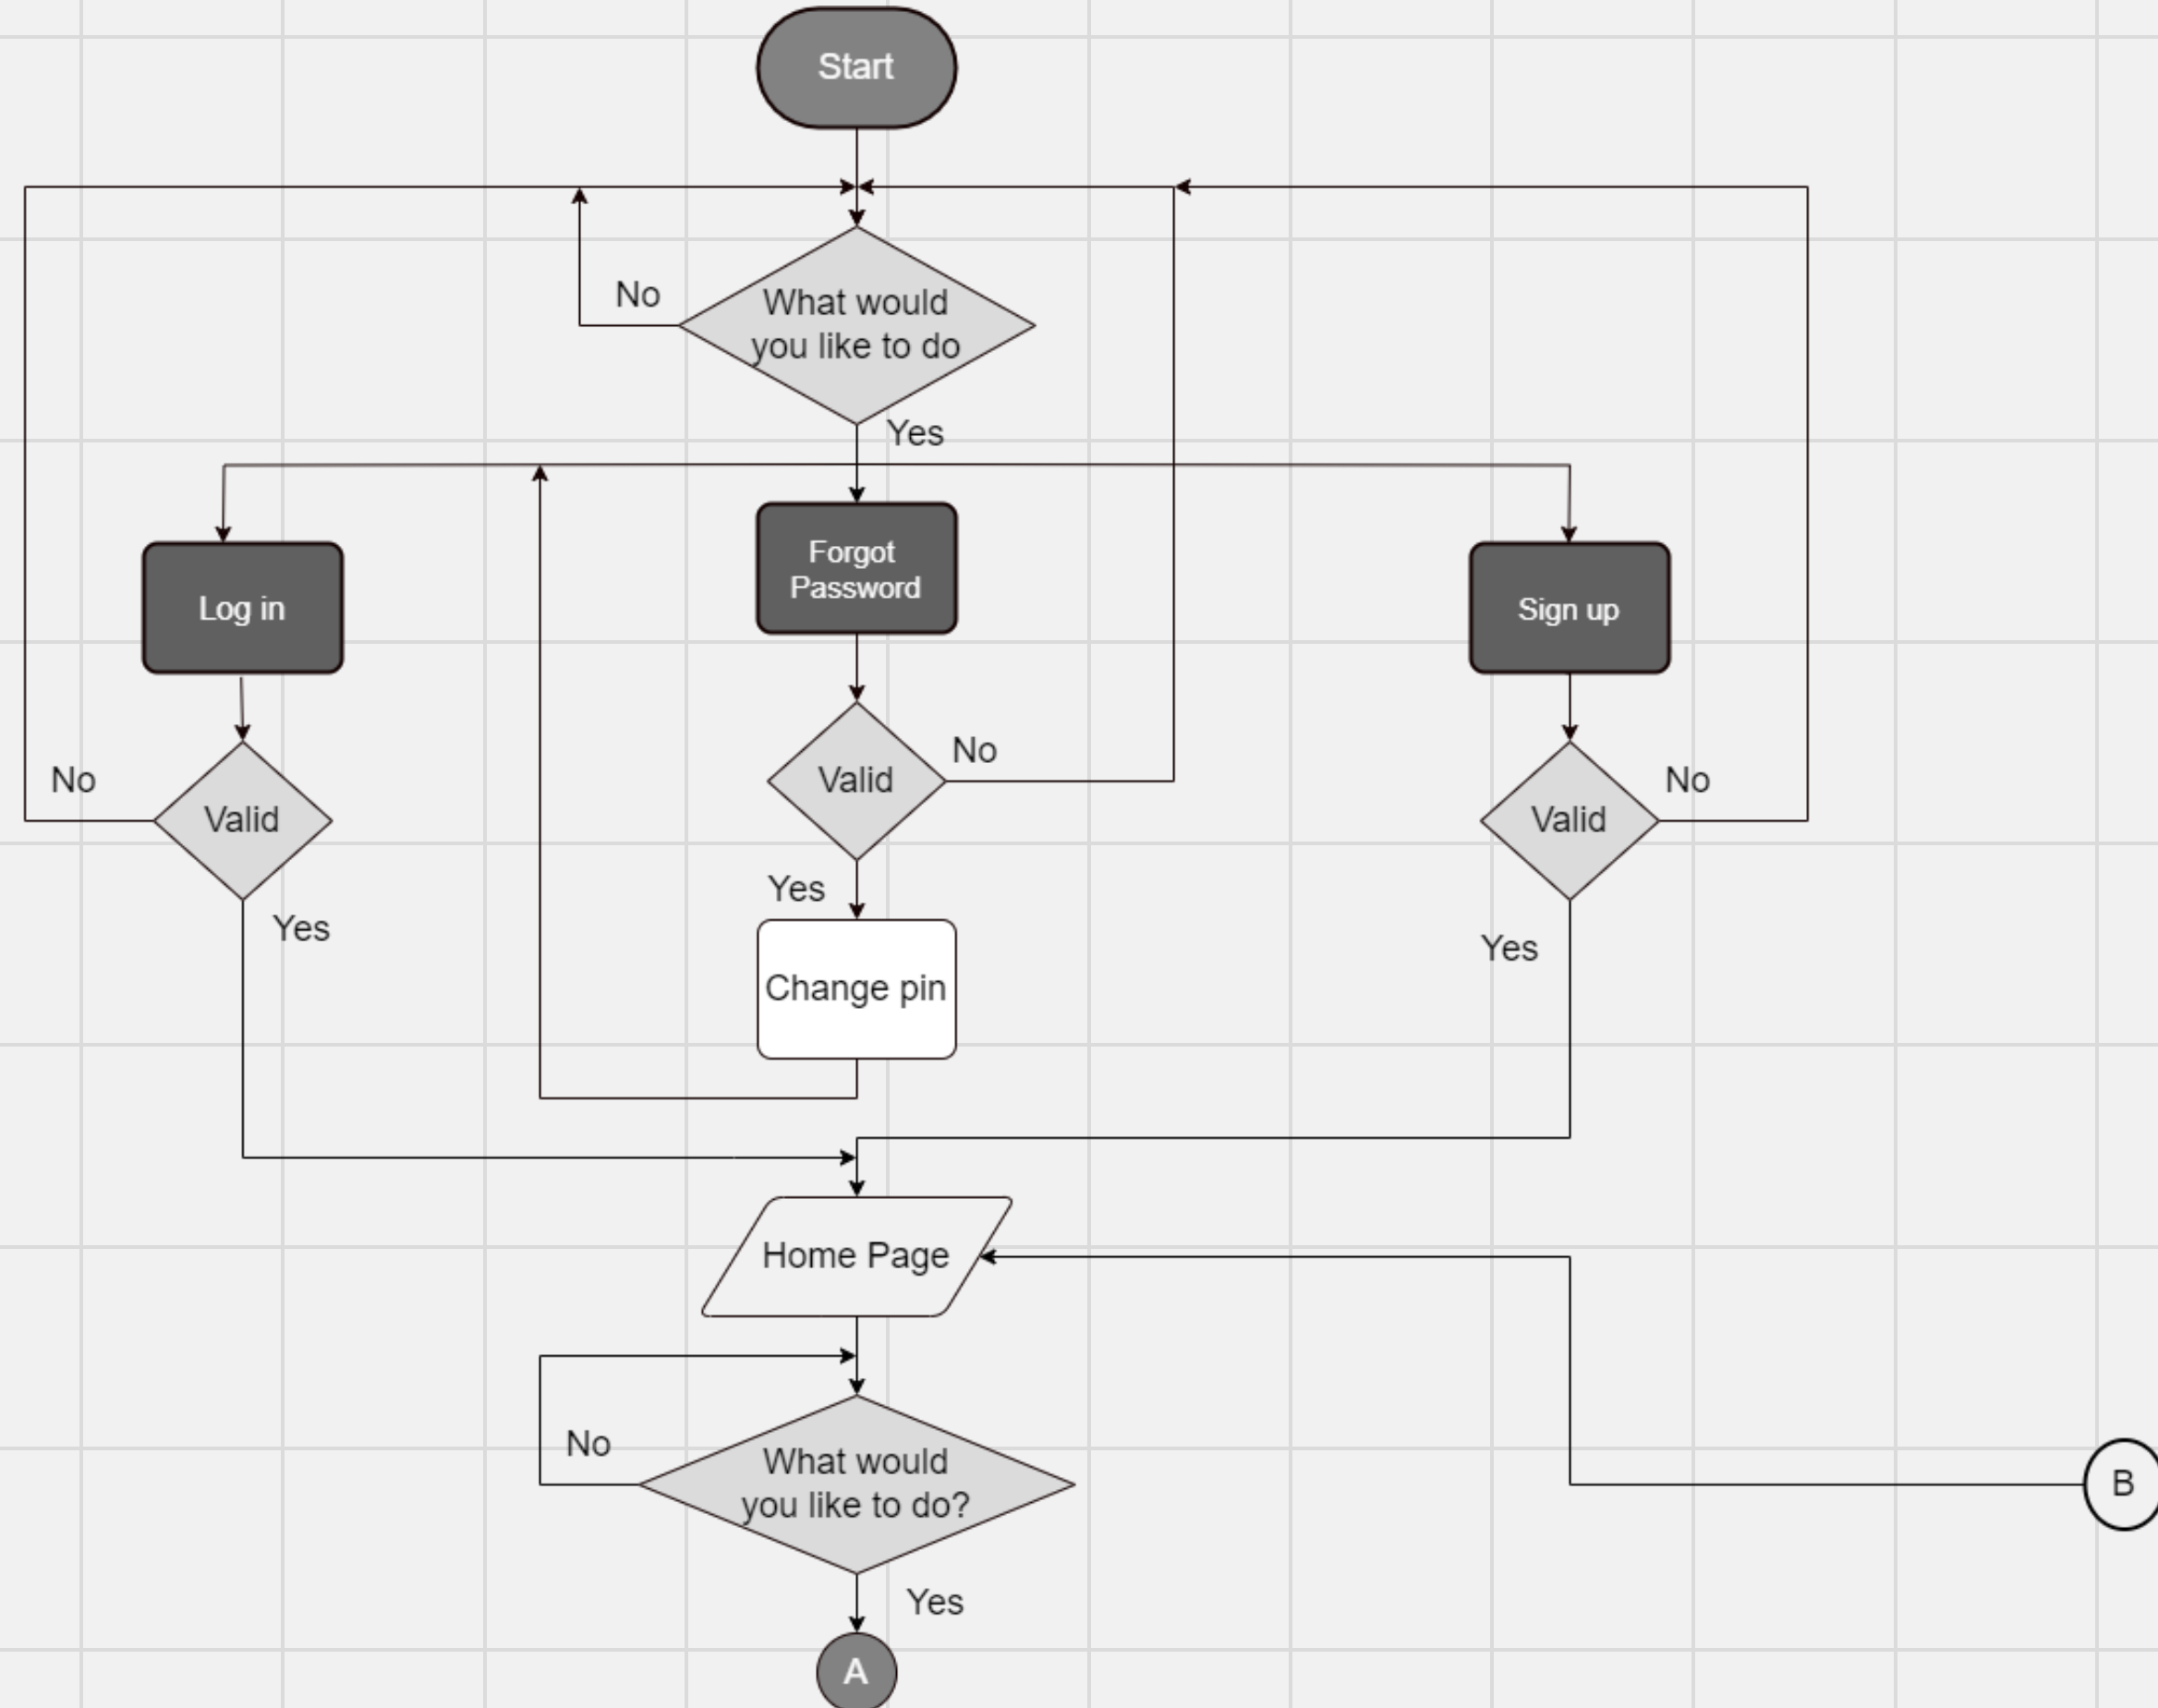 Start
No
What would
you like to do
Yes
Forgot
Password
Log in
Sign up
No
Valid
No
Valid
No
Valid
Yes
Yes
Yes
Change pin
Home Page
No
What would
you like to do?
B
Yes
A